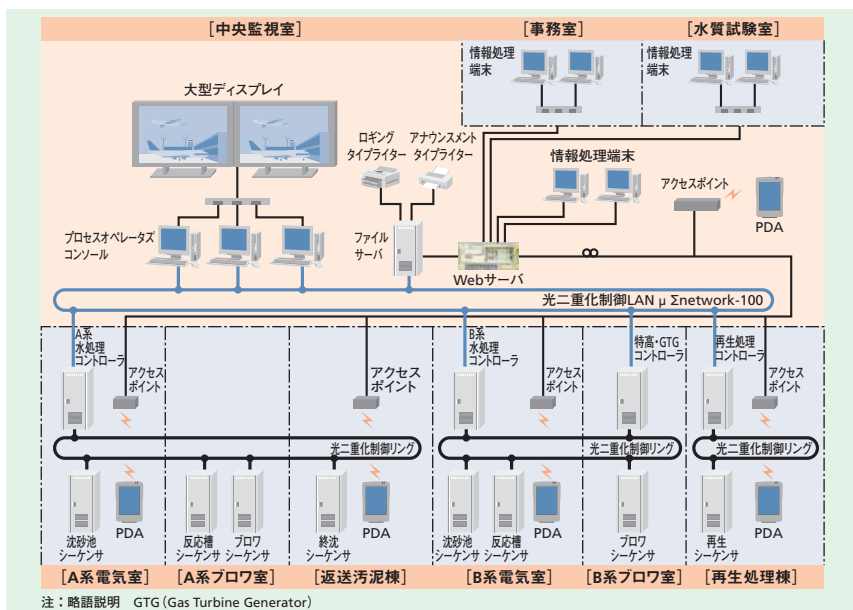 [中央監視室]
[事務室]
[水質試験室]
情報処理
端末
情報処理
端末
大型ディスプレイ
ロギング
タイプライター
アナウンスメント
タイプライター
情報処理端末
アクセスポイント
PDA
プロセスオペレータズ
コンソール
ファイル
サーバ
Webサーバ
光二重化制御LAN μΣnetwork-100
A系
水処理
コントローラ
アクセス
ポイント
アクセス
ポイント
B系
水処理
コントローラ
アクセス
ポイント
特高・GTG
コントローラ
再生処理
コントローラ
アクセス
ポイント
光二重化制御リング
光二重化制御リング
光二重化制御リング
沈砂池
シーケンサ
PDA
反応槽
シーケンサ
ブロワ
シーケンサ
終沈
シーケンサ
PDA
沈砂池
シーケンサ
反応槽
シーケンサ
PDA
ブロワ
シーケンサ
再生
シーケンサ
PDA
[A系電気室]
[A系ブロワ室]
[返送汚泥棟]
[B系電気室]
[B系ブロワ室]
[再生処理棟]
注：略語説明 GTG（Gas Turbine Generator）